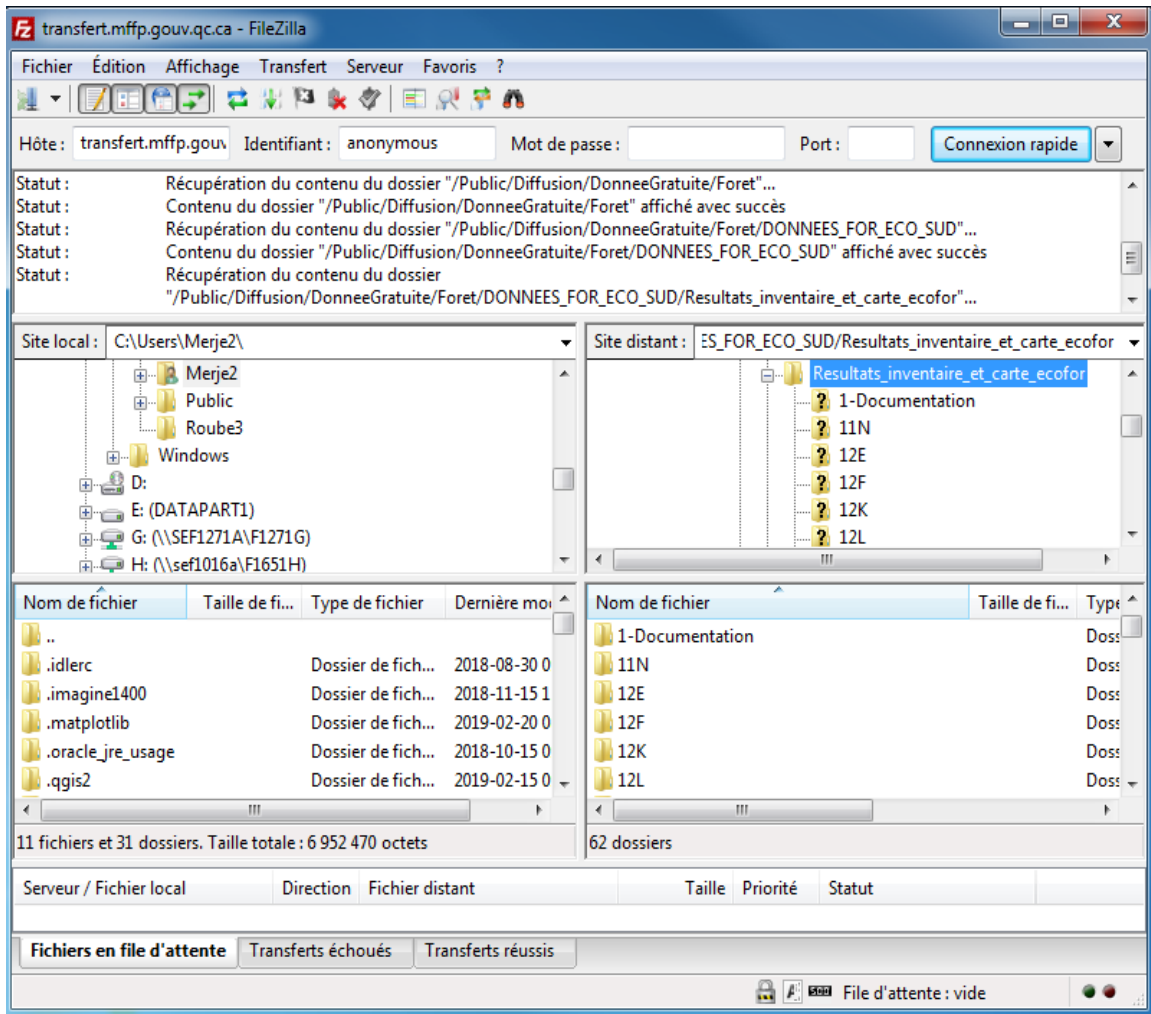 transfert.mffp.gouv.qc.ca - FileZilla
Fichier Édition Affichage Transfert Serveur Favoris ?
Hôte : transfert.mffp.gouv Identifiant : anonymous Mot de passe : Port : Connexion rapide
Statut : Récupération du contenu du dossier "/Public/Diffusion/DonneeGratuite/Foret"...
Statut : Contenu du dossier "/Public/Diffusion/DonneeGratuite/Foret" affiché avec succès
Statut : Récupération du contenu du dossier "/Public/Diffusion/DonneeGratuite/Foret/DONNEES_FOR_ECO_SUD"...
Statut : Contenu du dossier "/Public/Diffusion/DonneeGratuite/Foret/DONNEES_FOR_ECO_SUD" affiché avec succès
Statut : Récupération du contenu du dossier
"/Public/Diffusion/DonneeGratuite/Foret/DONNEES_FOR_ECO_SUD/Resultats_inventaire_et_carte_ecofor"...
Site local : C:\Users\Merje2\
Merje2
Public
Roube3
Windows
D:
E: (DATAPART1)
G: (\\SEF1271A\F1271G)
H: (\\sef1016a\F1651H)
Site distant : ES_FOR_ECO_SUD/Resultats_inventaire_et_carte_ecofor
Resultats_inventaire_et_carte_ecofor
1-Documentation
11N
12E
12F
12K
12L
Nom de fichier Taille de fi... Type de fichier Dernière mo
..
.idlerc Dossier de fich... 2018-08-30 0
.imagine1400 Dossier de fich... 2018-11-15 1
.matplotlib Dossier de fich... 2019-02-20 0
.oracle_jre_usage Dossier de fich... 2018-10-15 0
.qgis2 Dossier de fich... 2019-02-15 0
11 fichiers et 31 dossiers. Taille totale : 6 952 470 octets
Nom de fichier Taille de fi... Type
1-Documentation Doss
11N Doss
12E Doss
12F Doss
12K Doss
12L Doss
62 dossiers
Serveur / Fichier local Direction Fichier distant Taille Priorité Statut
Fichiers en file d'attente Transferts échoués Transferts réussis
File d'attente : vide